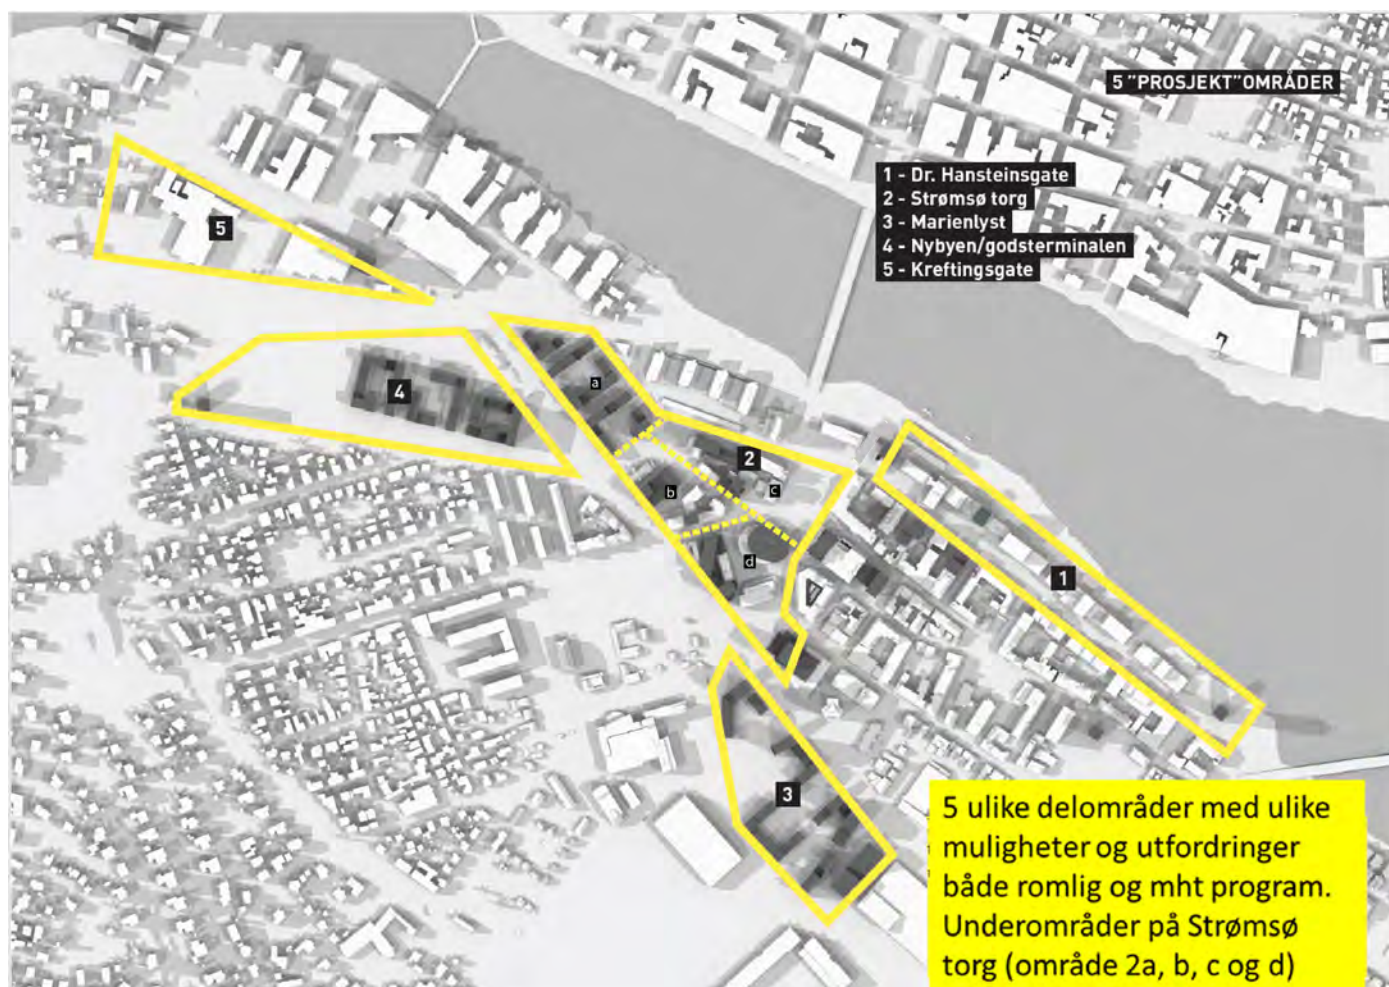 5 "PROSJEKT"OMRÅDER
1 - Dr. Hansteinsgate
2 - Strømsø torg
3 - Marienlyst
4 - Nybyen/godsterminalen
5 - Kreftingsgate
5
4
a
2
b
c
d
1
3
5 ulike delområder med ulike
muligheter og utfordringer
både romlig og mht program.
Underområder på Strømsø
torg (område 2a, b, c og d)